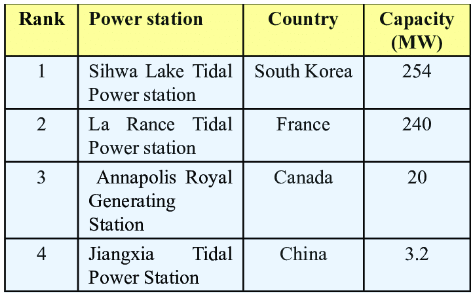 Rank Power station Country Capacity
(MW)
1 Sihwa Lake Tidal South Korea 254
Power station
2 La Rance Tidal France 240
Power station
3 Annapolis Royal Canada 20
Generating
Station
4 Jiangxia Tidal China 3.2
Power Station